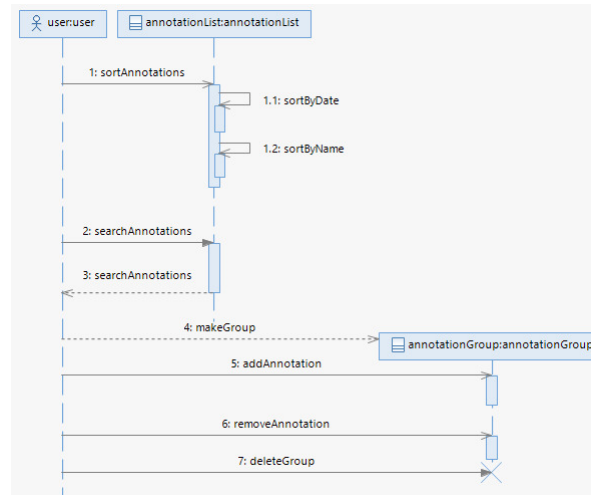 user:user
annotationList:annotationList
1: sortAnnotations
1.1: sortByDate
1.2: sortByName
2: searchAnnotations
3: searchAnnotations
4: makeGroup
annotationGroup:annotationGroup
5: addAnnotation
6: removeAnnotation
7: deleteGroup